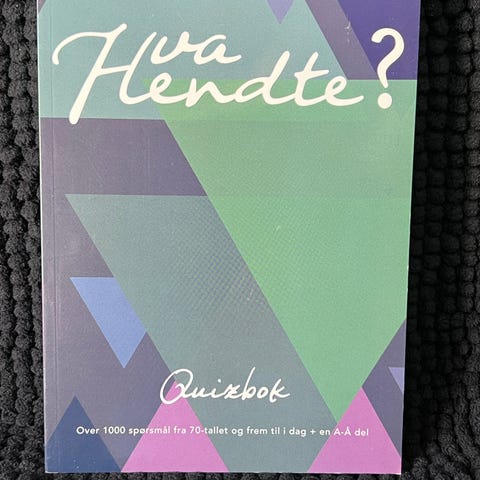 Hva
Hendte?
Quizbok
Over 1000 spørsmål fra 70-tallet og frem til i dag + en A-Å del